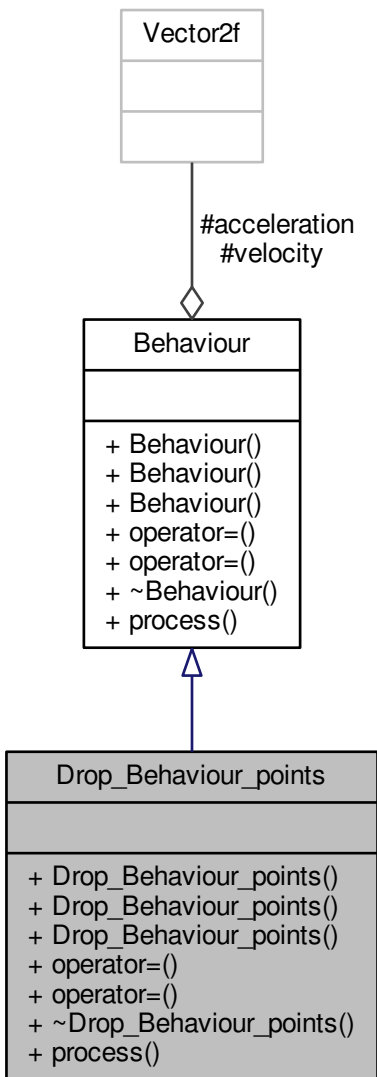 Vector2f
#acceleration
#velocity
Behaviour
+ Behaviour()
+ Behaviour()
+ Behaviour()
+ operator=()
+ operator=()
+ ~Behaviour()
+ process()
Drop_Behaviour_points
+ Drop_Behaviour_points()
+ Drop_Behaviour_points()
+ Drop_Behaviour_points()
+ operator=()
+ operator=()
+ ~Drop_Behaviour_points()
+ process()